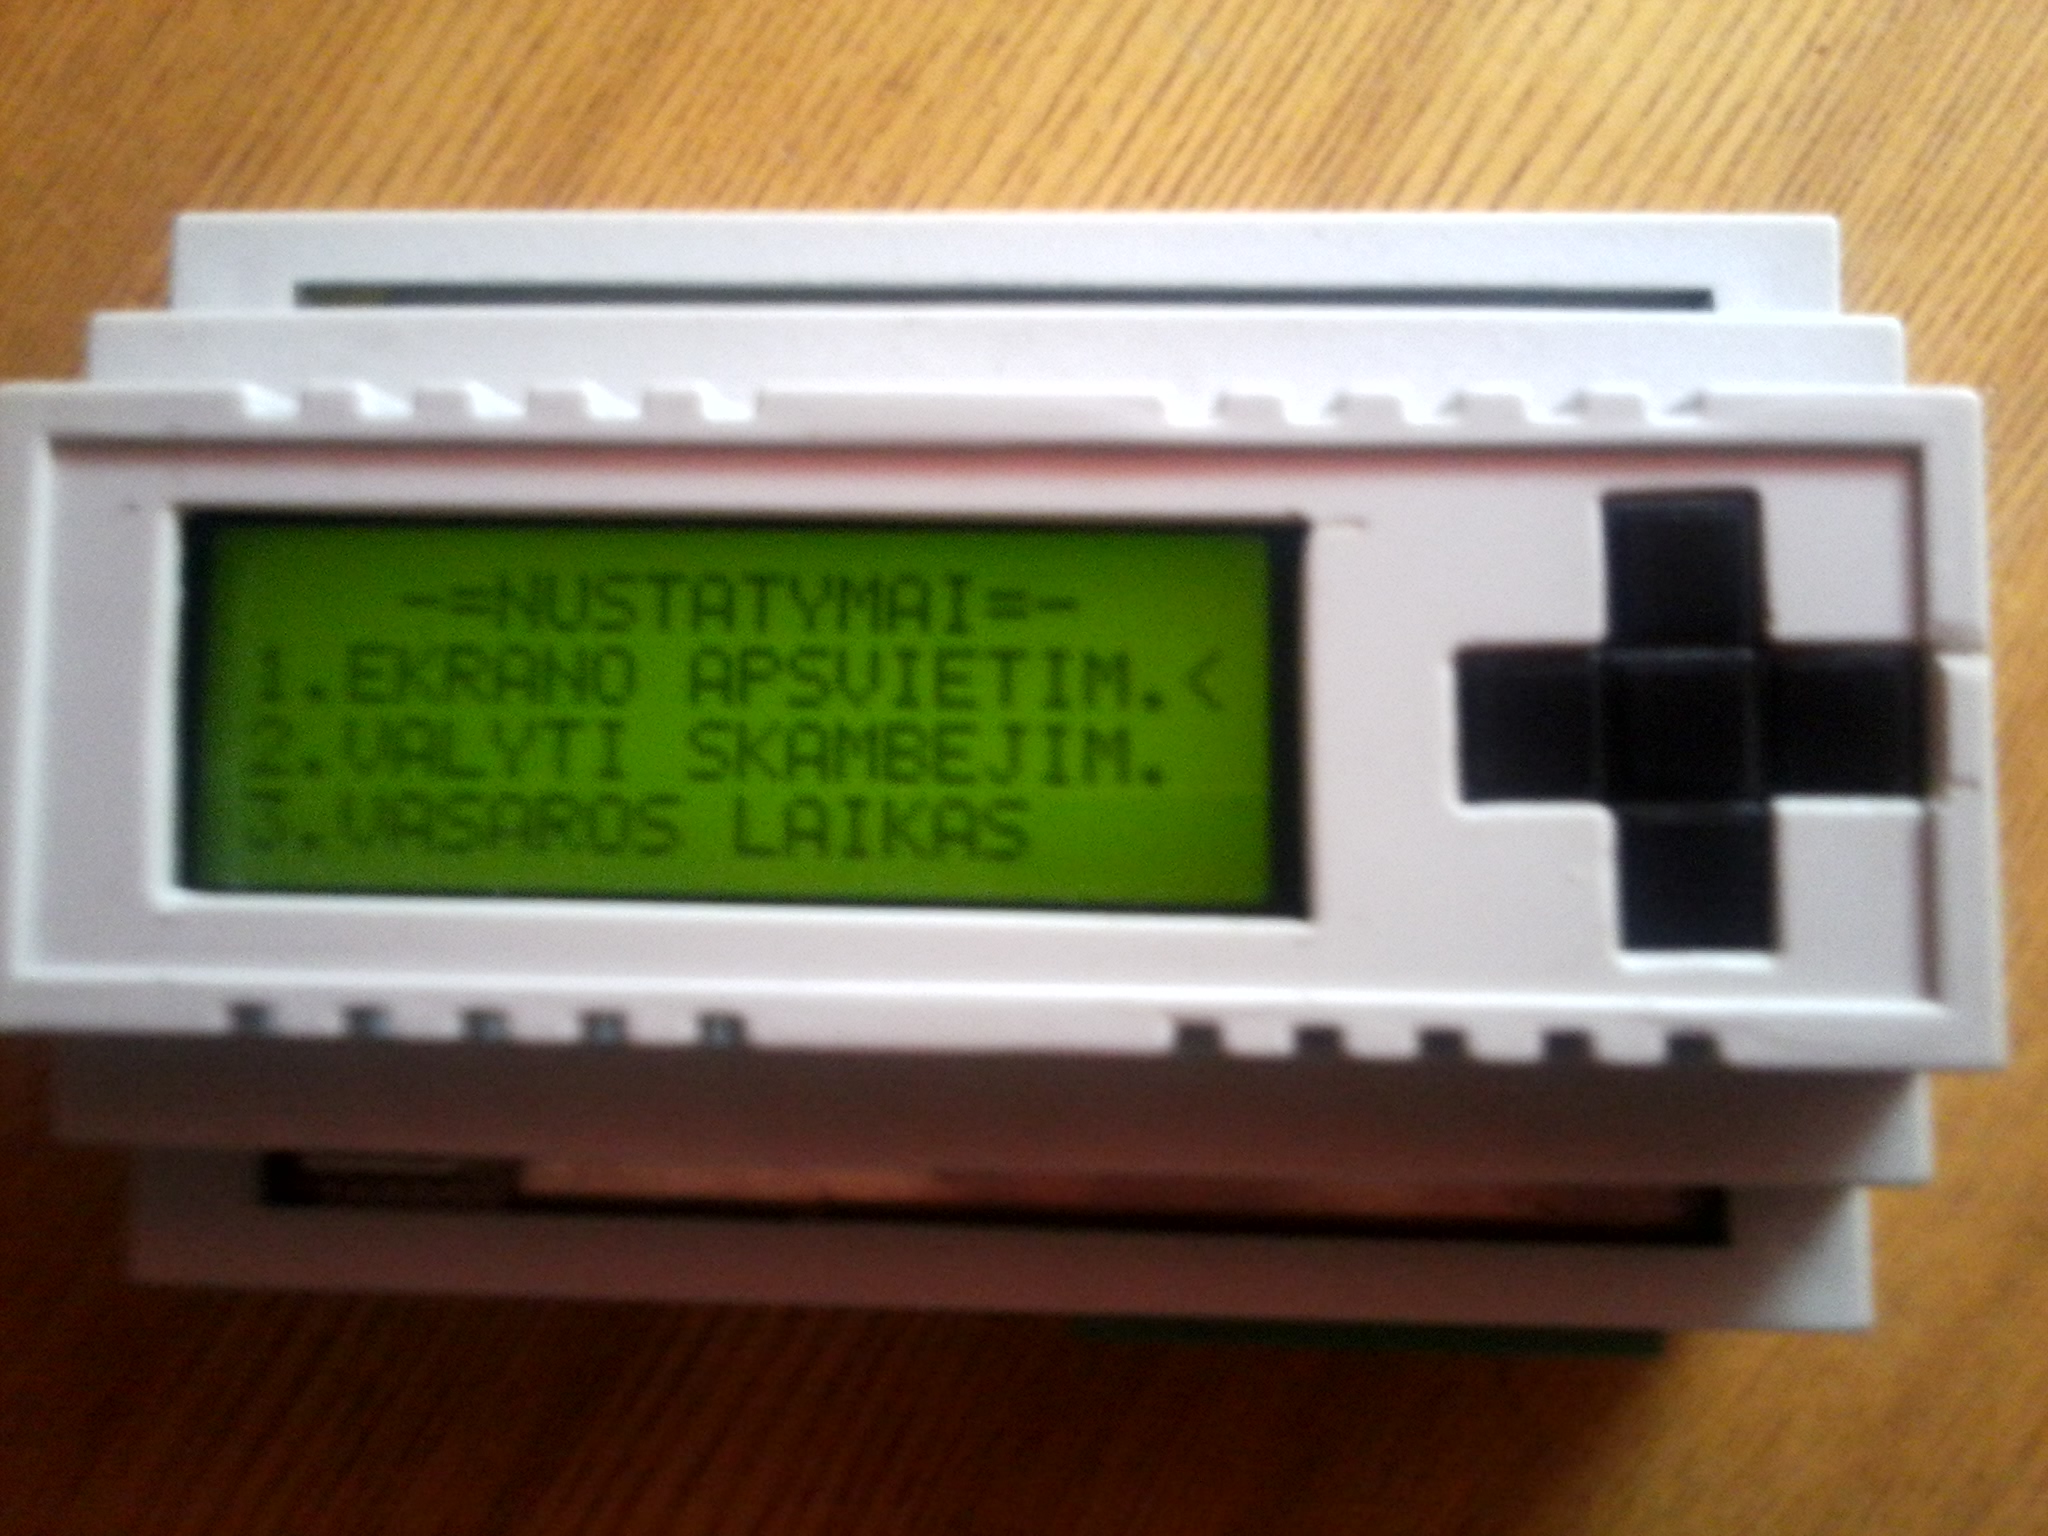 -=NUSTATYMAI=-
1.EKRANO APSVIETIM.<
2.VALYTI SKAMBEJIM.
3.VASAROS LAIKAS